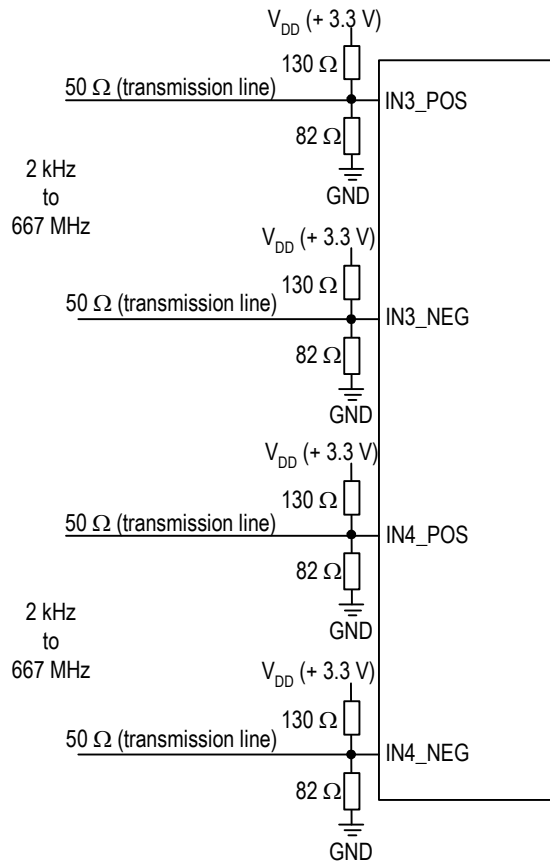 V_DD (+ 3.3 V)
130 Ω
50 Ω (transmission line)
IN3_POS
82 Ω
GND
2 kHz
to
667 MHz
V_DD (+ 3.3 V)
130 Ω
50 Ω (transmission line)
IN3_NEG
82 Ω
GND
V_DD (+ 3.3 V)
130 Ω
50 Ω (transmission line)
IN4_POS
82 Ω
GND
2 kHz
to
667 MHz
V_DD (+ 3.3 V)
130 Ω
50 Ω (transmission line)
IN4_NEG
82 Ω
GND